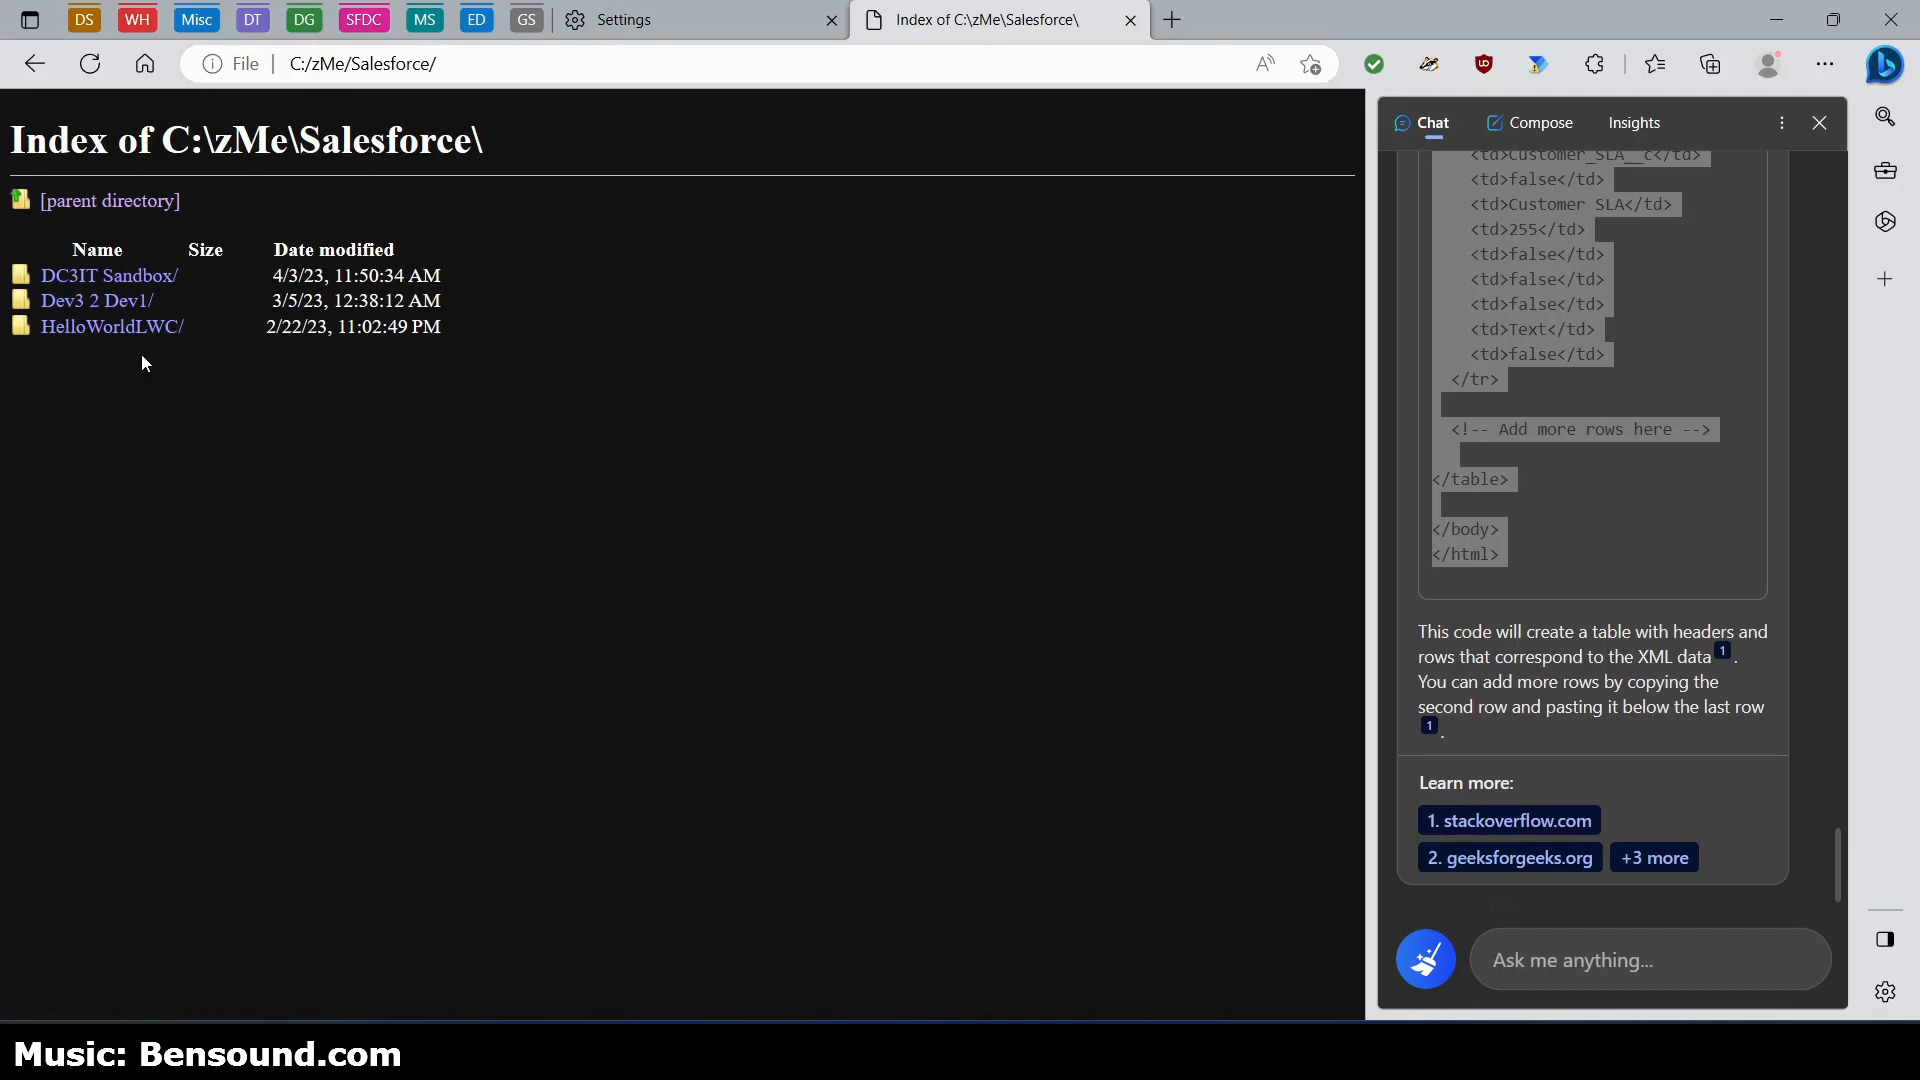 DS WH Misc DT DG SFDC MS ED GS Settings Index of C:\zMe\Salesforce\
File C:/zMe/Salesforce/
Index of C:\zMe\Salesforce\
[parent directory]
Name Size Date modified
DC3IT Sandbox/ 4/3/23, 11:50:34 AM
Dev3 2 Dev1/ 3/5/23, 12:38:12 AM
HelloWorldLWC/ 2/22/23, 11:02:49 PM
Chat Compose Insights
<td>Customer_SLA__c</td>
<td>false</td>
<td>Customer SLA</td>
<td>255</td>
<td>false</td>
<td>false</td>
<td>false</td>
<td>Text</td>
<td>false</td>
</tr>
<!-- Add more rows here -->
</table>
</body>
</html>
This code will create a table with headers and
rows that correspond to the XML data 1 .
You can add more rows by copying the
second row and pasting it below the last row
1 .
Learn more:
1. stackoverflow.com
2. geeksforgeeks.org +3 more
Ask me anything...
Music: Bensound.com